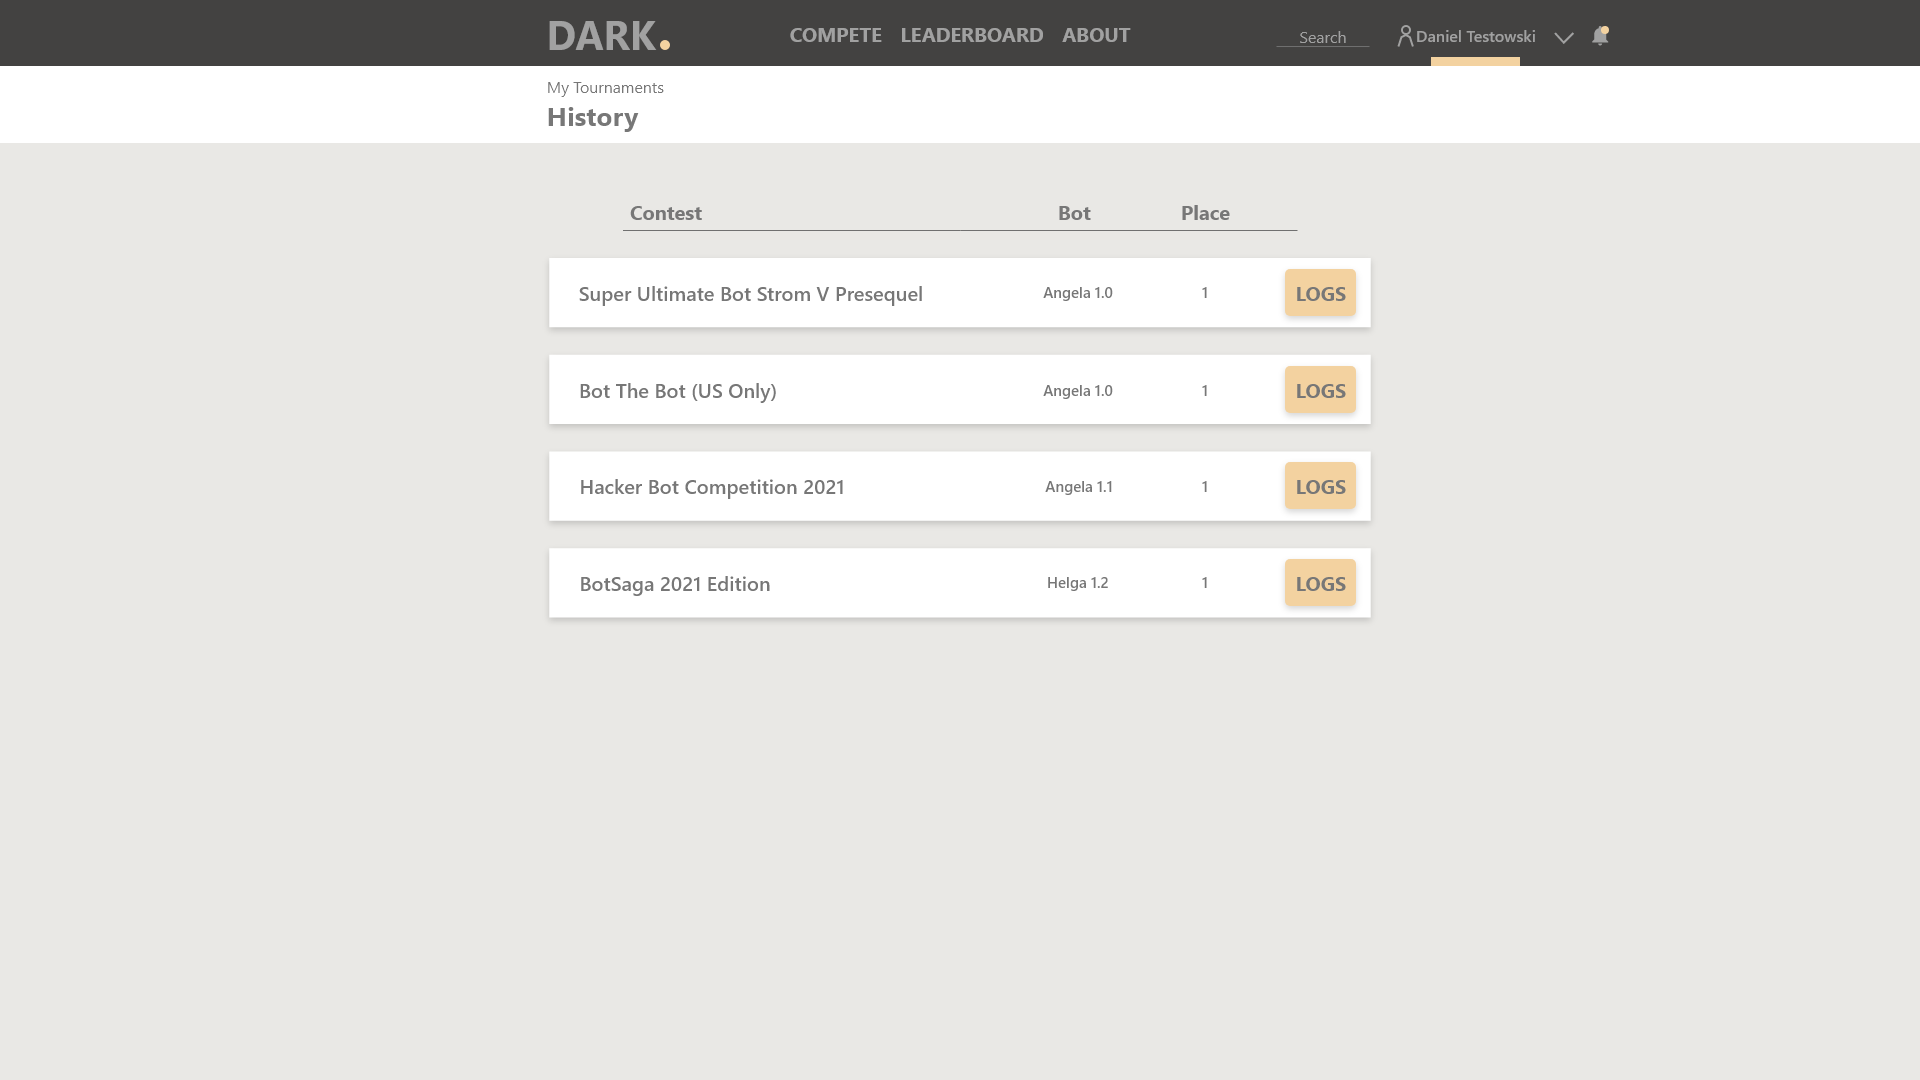 DARK.
COMPETE LEADERBOARD ABOUT
Search
Daniel Testowski
My Tournaments
History
Contest Bot Place
Super Ultimate Bot Strom V Presequel Angela 1.0 1 LOGS
Bot The Bot (US Only) Angela 1.0 1 LOGS
Hacker Bot Competition 2021 Angela 1.1 1 LOGS
BotSaga 2021 Edition Helga 1.2 1 LOGS